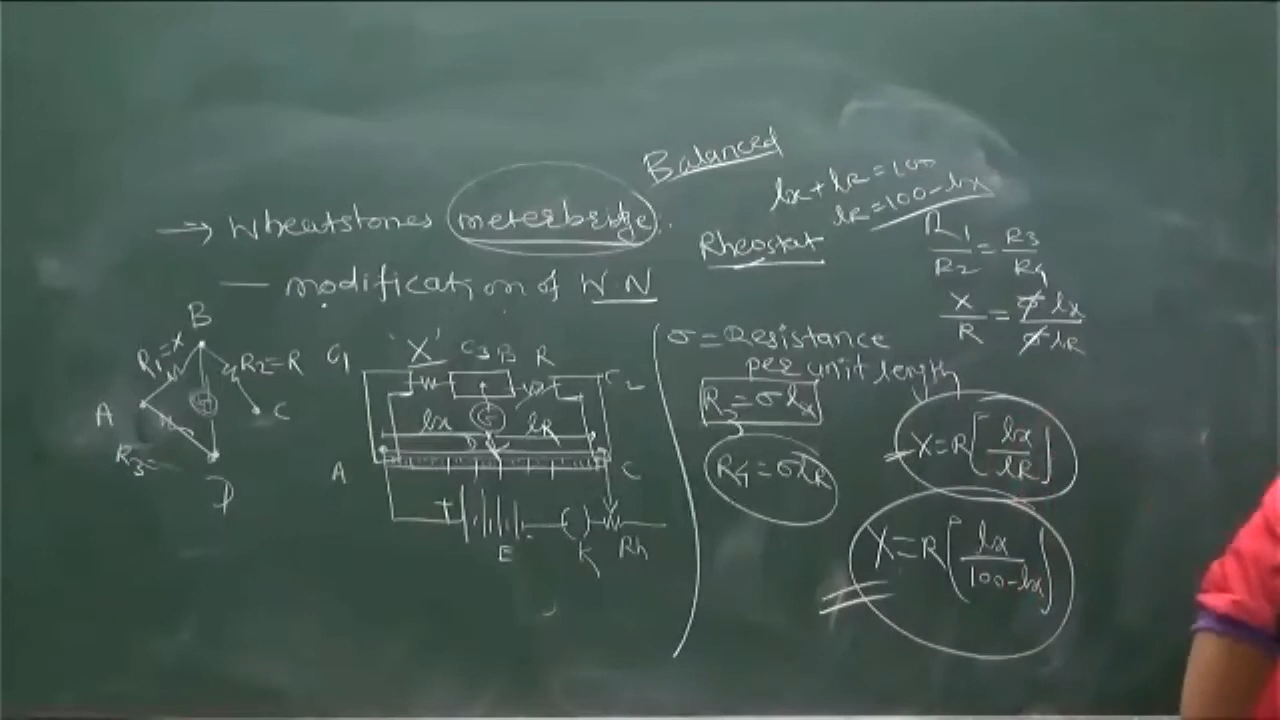 Balanced
lx + lR = 100
lR = 100 - lx
→ Wheatstones meterbridge
Rheostat
R1/R2 = R3/R4
— modification of WN
X/R = σ lx/σ lR
σ = Resistance
per unit length
B
R1 = X
R2 = R
A
C
R3 =
D
C1
'X'
C3 B
R
C2
G
lx
lR
D
A
C
E
K
Rh
R3 = σ lx
R4 = σ lR
X = R [lx/lR]
X = R [lx/100 - lx]